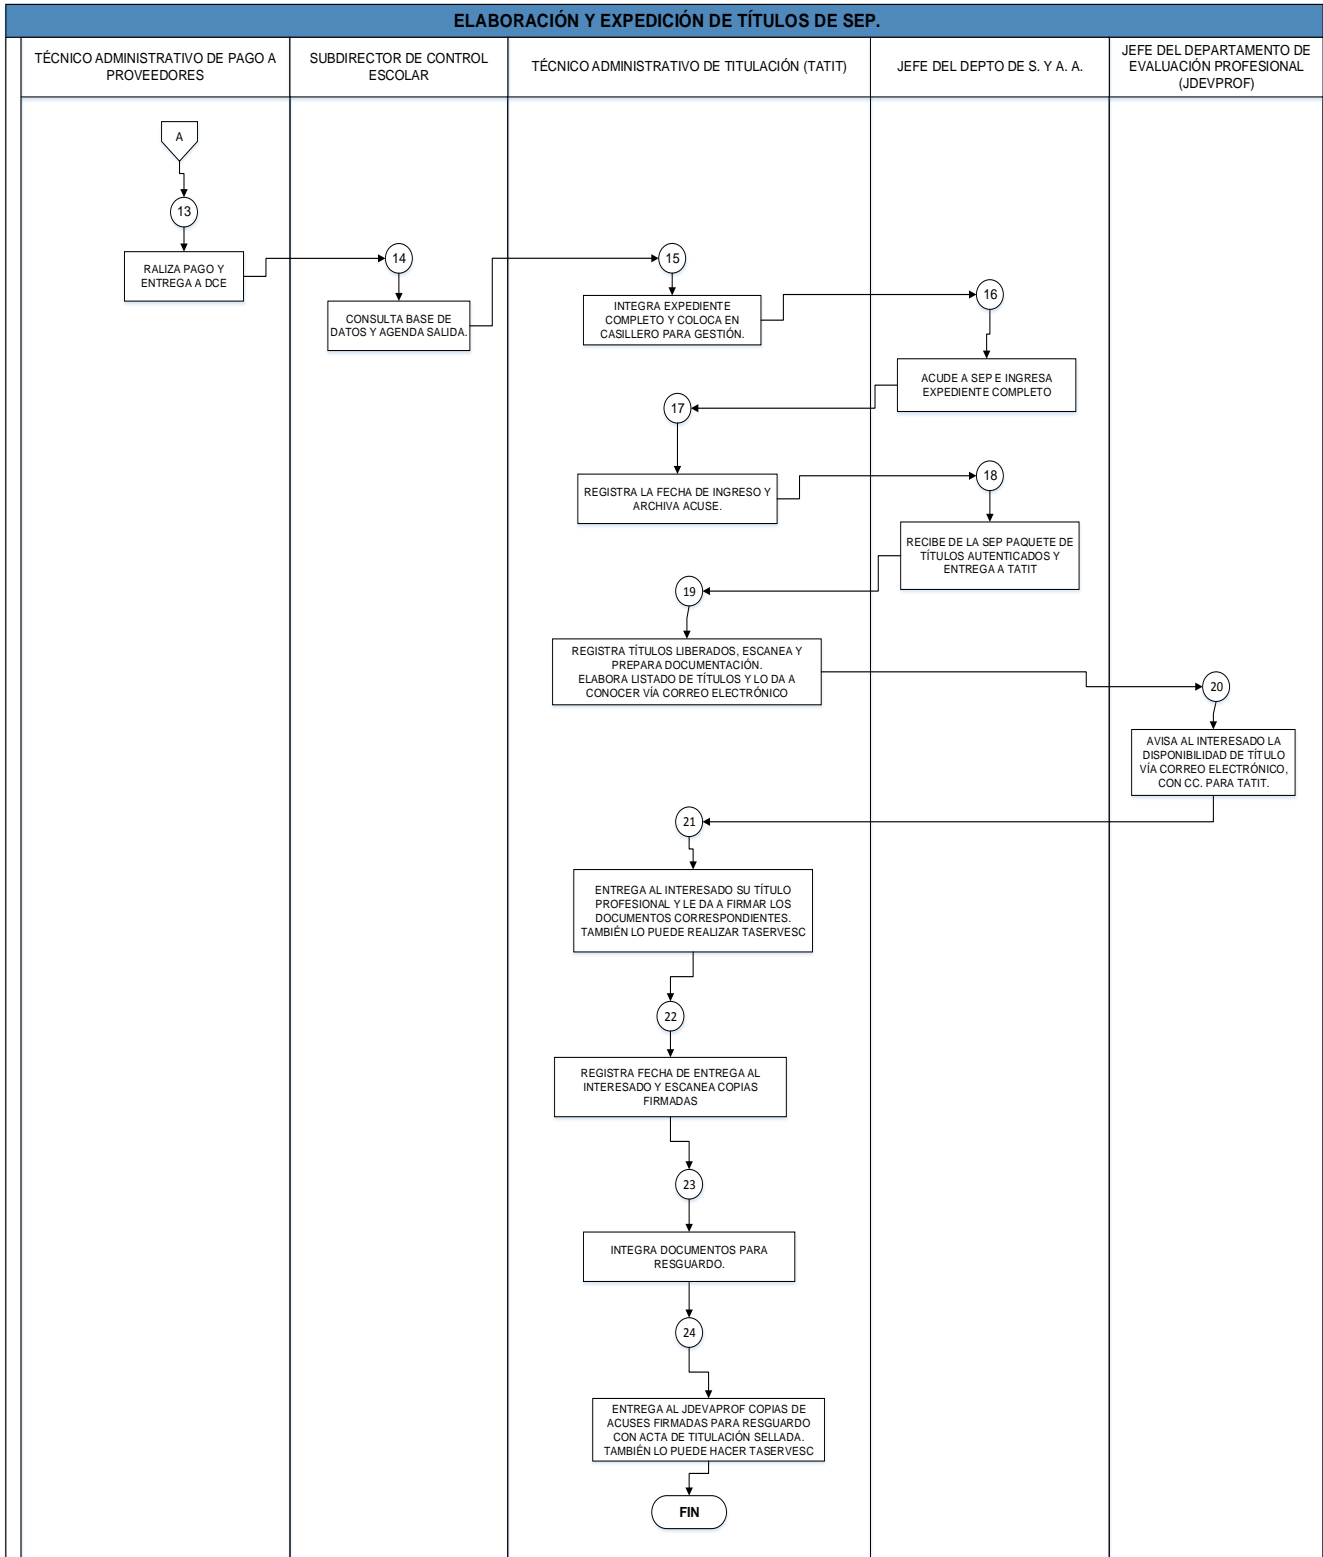 ELABORACIÓN Y EXPEDICIÓN DE TÍTULOS DE SEP.
TÉCNICO ADMINISTRATIVO DE PAGO A
PROVEEDORES
SUBDIRECTOR DE CONTROL
ESCOLAR
TÉCNICO ADMINISTRATIVO DE TITULACIÓN (TATIT)
JEFE DEL DEPTO DE S. Y A. A.
JEFE DEL DEPARTAMENTO DE
EVALUACIÓN PROFESIONAL
(JDEVPROF)
A
13
RALIZA PAGO Y
ENTREGA A DCE
14
CONSULTA BASE DE
DATOS Y AGENDA SALIDA.
15
INTEGRA EXPEDIENTE
COMPLETO Y COLOCA EN
CASILLERO PARA GESTIÓN.
16
ACUDE A SEP E INGRESA
EXPEDIENTE COMPLETO
17
REGISTRA LA FECHA DE INGRESO Y
ARCHIVA ACUSE.
18
RECIBE DE LA SEP PAQUETE DE
TÍTULOS AUTENTICADOS Y
ENTREGA A TATIT
19
REGISTRA TÍTULOS LIBERADOS, ESCANEA Y
PREPARA DOCUMENTACIÓN.
ELABORA LISTADO DE TÍTULOS Y LO DA A
CONOCER VÍA CORREO ELECTRÓNICO
20
AVISA AL INTERESADO LA
DISPONIBILIDAD DE TÍTULO
VÍA CORREO ELECTRÓNICO,
CON CC. PARA TATIT.
21
ENTREGA AL INTERESADO SU TÍTULO
PROFESIONAL Y LE DA A FIRMAR LOS
DOCUMENTOS CORRESPONDIENTES.
TAMBIÉN LO PUEDE REALIZAR TASERVESC
22
REGISTRA FECHA DE ENTREGA AL
INTERESADO Y ESCANEA COPIAS
FIRMADAS
23
INTEGRA DOCUMENTOS PARA
RESGUARDO.
24
ENTREGA AL JDEVAPROF COPIAS DE
ACUSES FIRMADAS PARA RESGUARDO
CON ACTA DE TITULACIÓN SELLADA.
TAMBIÉN LO PUEDE HACER TASERVESC
FIN